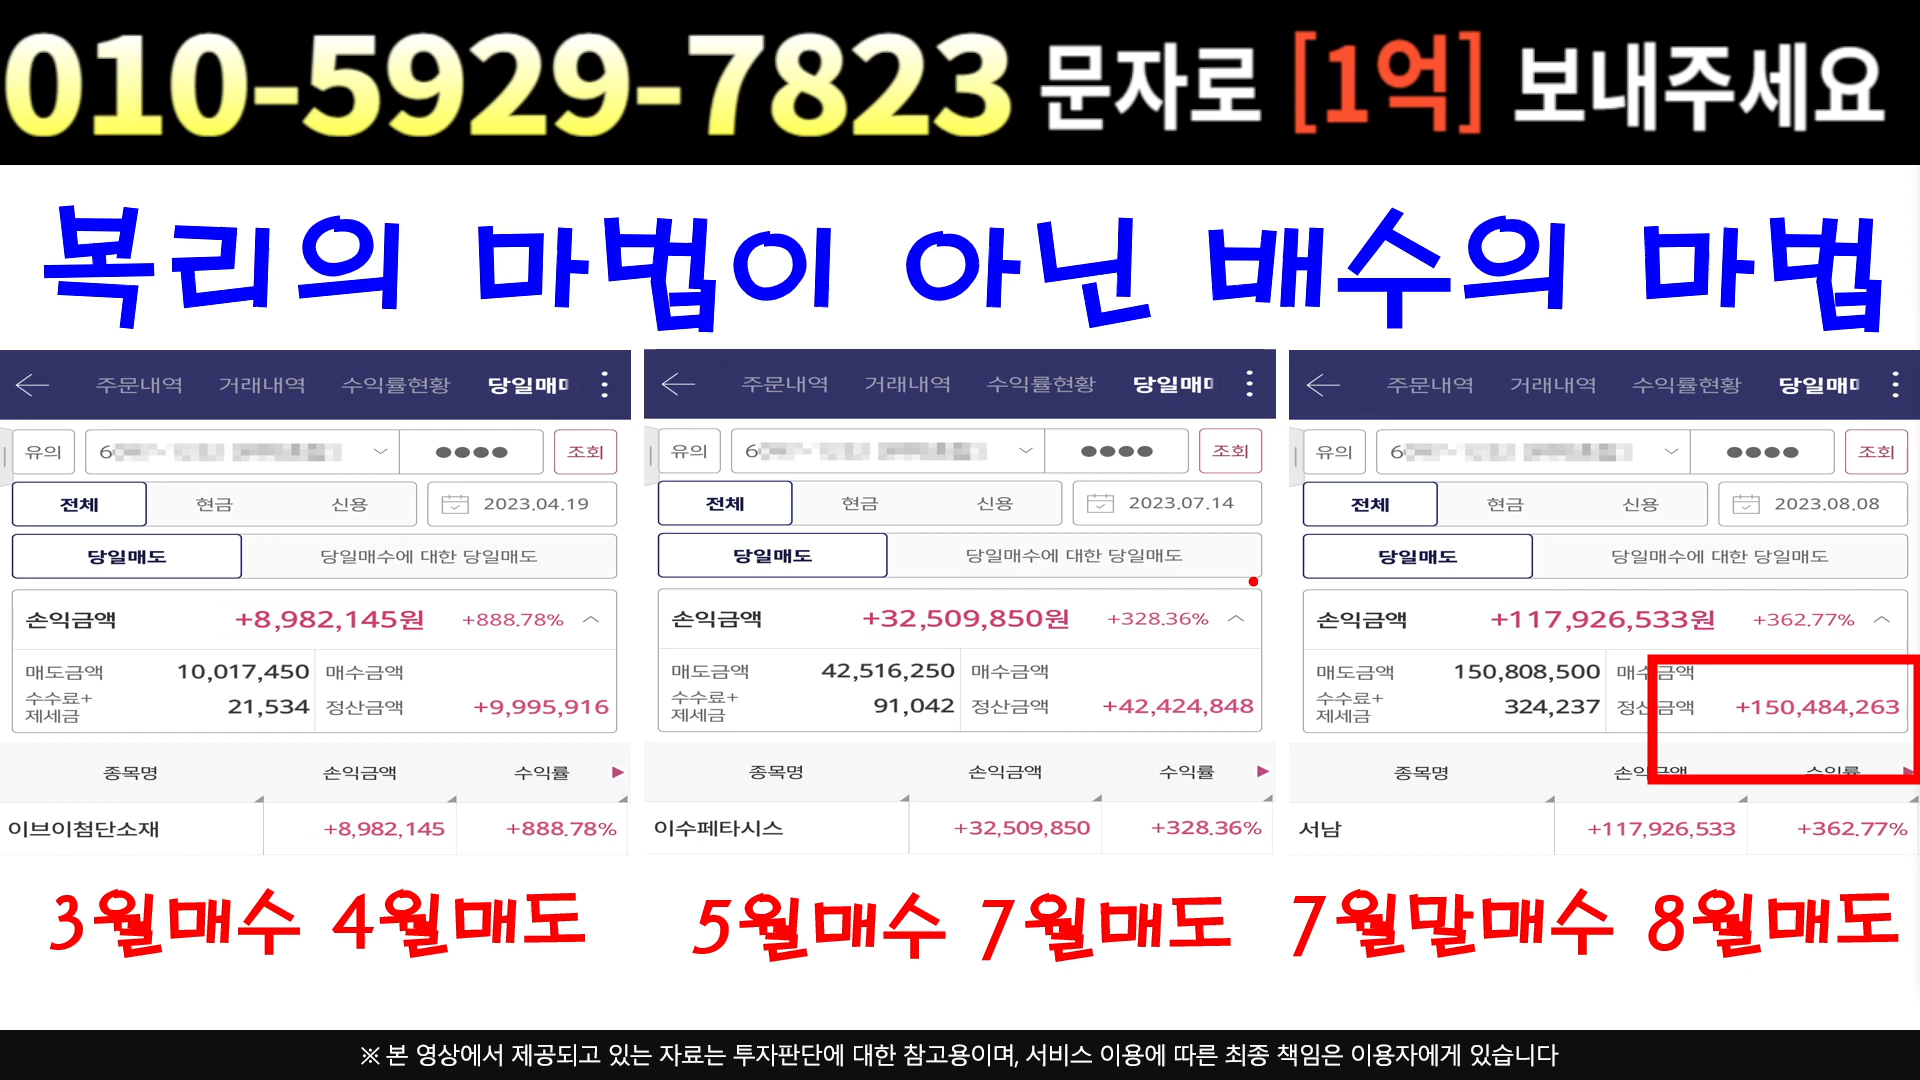 010-5929-7823 문자로 [1억] 보내주세요
복리의 마법이 아닌 배수의 마법
주문내역 거래내역 수익률현황 당일매매
유의 6 조회
전체 현금 신용 2023.04.19
당일매도 당일매수에 대한 당일매도
손익금액 +8,982,145원 +888.78%
매도금액 10,017,450 매수금액
수수료+
제세금 21,534 정산금액 +9,995,916
종목명 손익금액 수익률
이브이첨단소재 +8,982,145 +888.78%
3월매수 4월매도
주문내역 거래내역 수익률현황 당일매매
유의 6 조회
전체 현금 신용 2023.07.14
당일매도 당일매수에 대한 당일매도
손익금액 +32,509,850원 +328.36%
매도금액 42,516,250 매수금액
수수료+
제세금 91,042 정산금액 +42,424,848
종목명 손익금액 수익률
이수페타시스 +32,509,850 +328.36%
5월매수 7월매도
주문내역 거래내역 수익률현황 당일매매
유의 6 조회
전체 현금 신용 2023.08.08
당일매도 당일매수에 대한 당일매도
손익금액 +117,926,533원 +362.77%
매도금액 150,808,500 매수금액
수수료+
제세금 324,237 정산금액 +150,484,263
종목명 손익금액 수익률
서남 +117,926,533 +362.77%
7월말매수 8월매도
※ 본 영상에서 제공되고 있는 자료는 투자판단에 대한 참고용이며, 서비스 이용에 따른 최종 책임은 이용자에게 있습니다